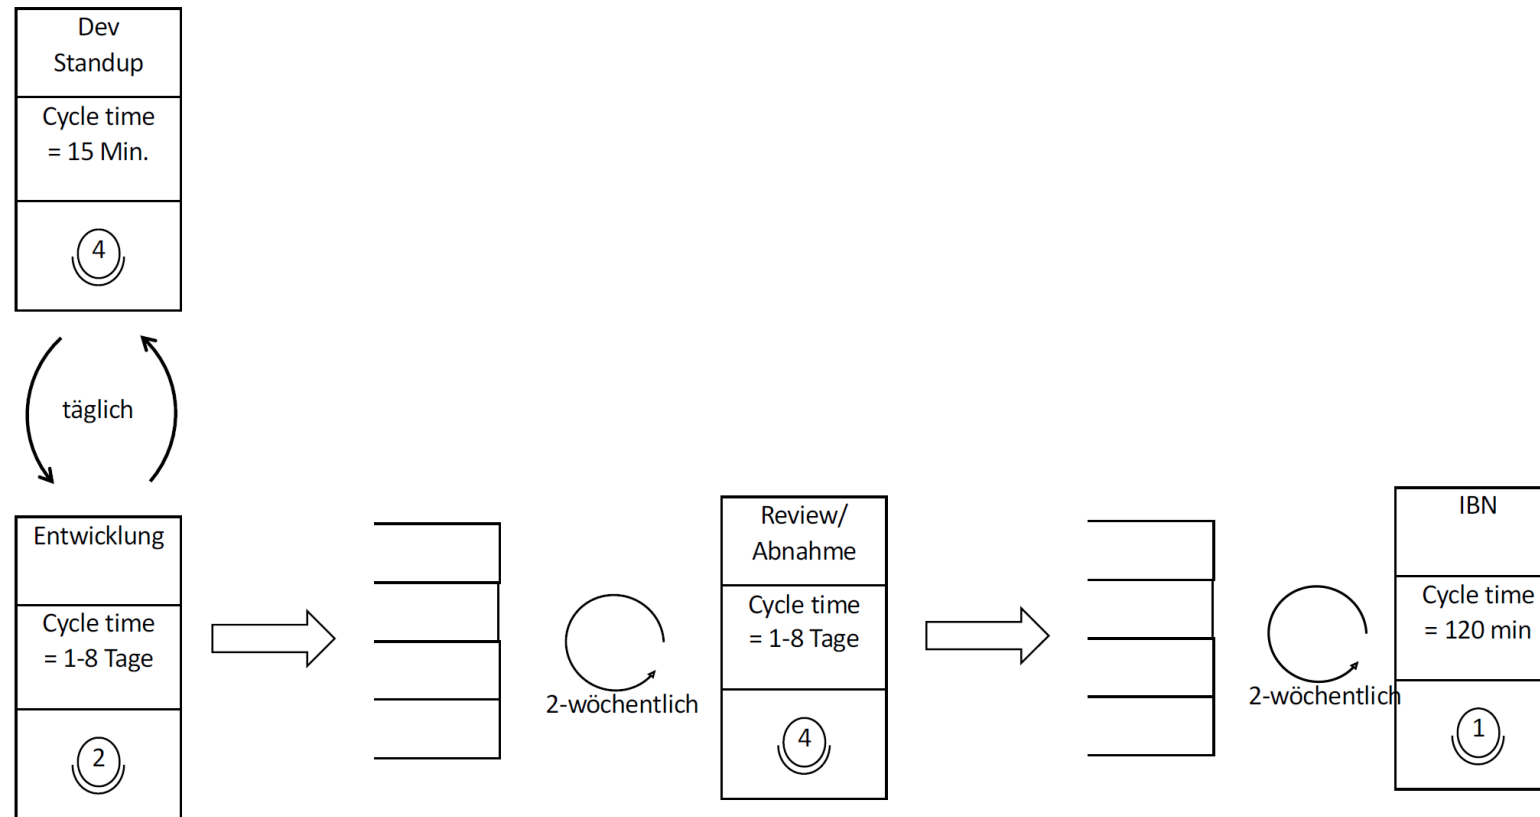 Dev
Standup
Cycle time
= 15 Min.
4
täglich
Entwicklung
Cycle time
= 1-8 Tage
2
2-wöchentlich
Review/
Abnahme
Cycle time
= 1-8 Tage
4
2-wöchentlich
IBN
Cycle time
= 120 min
1